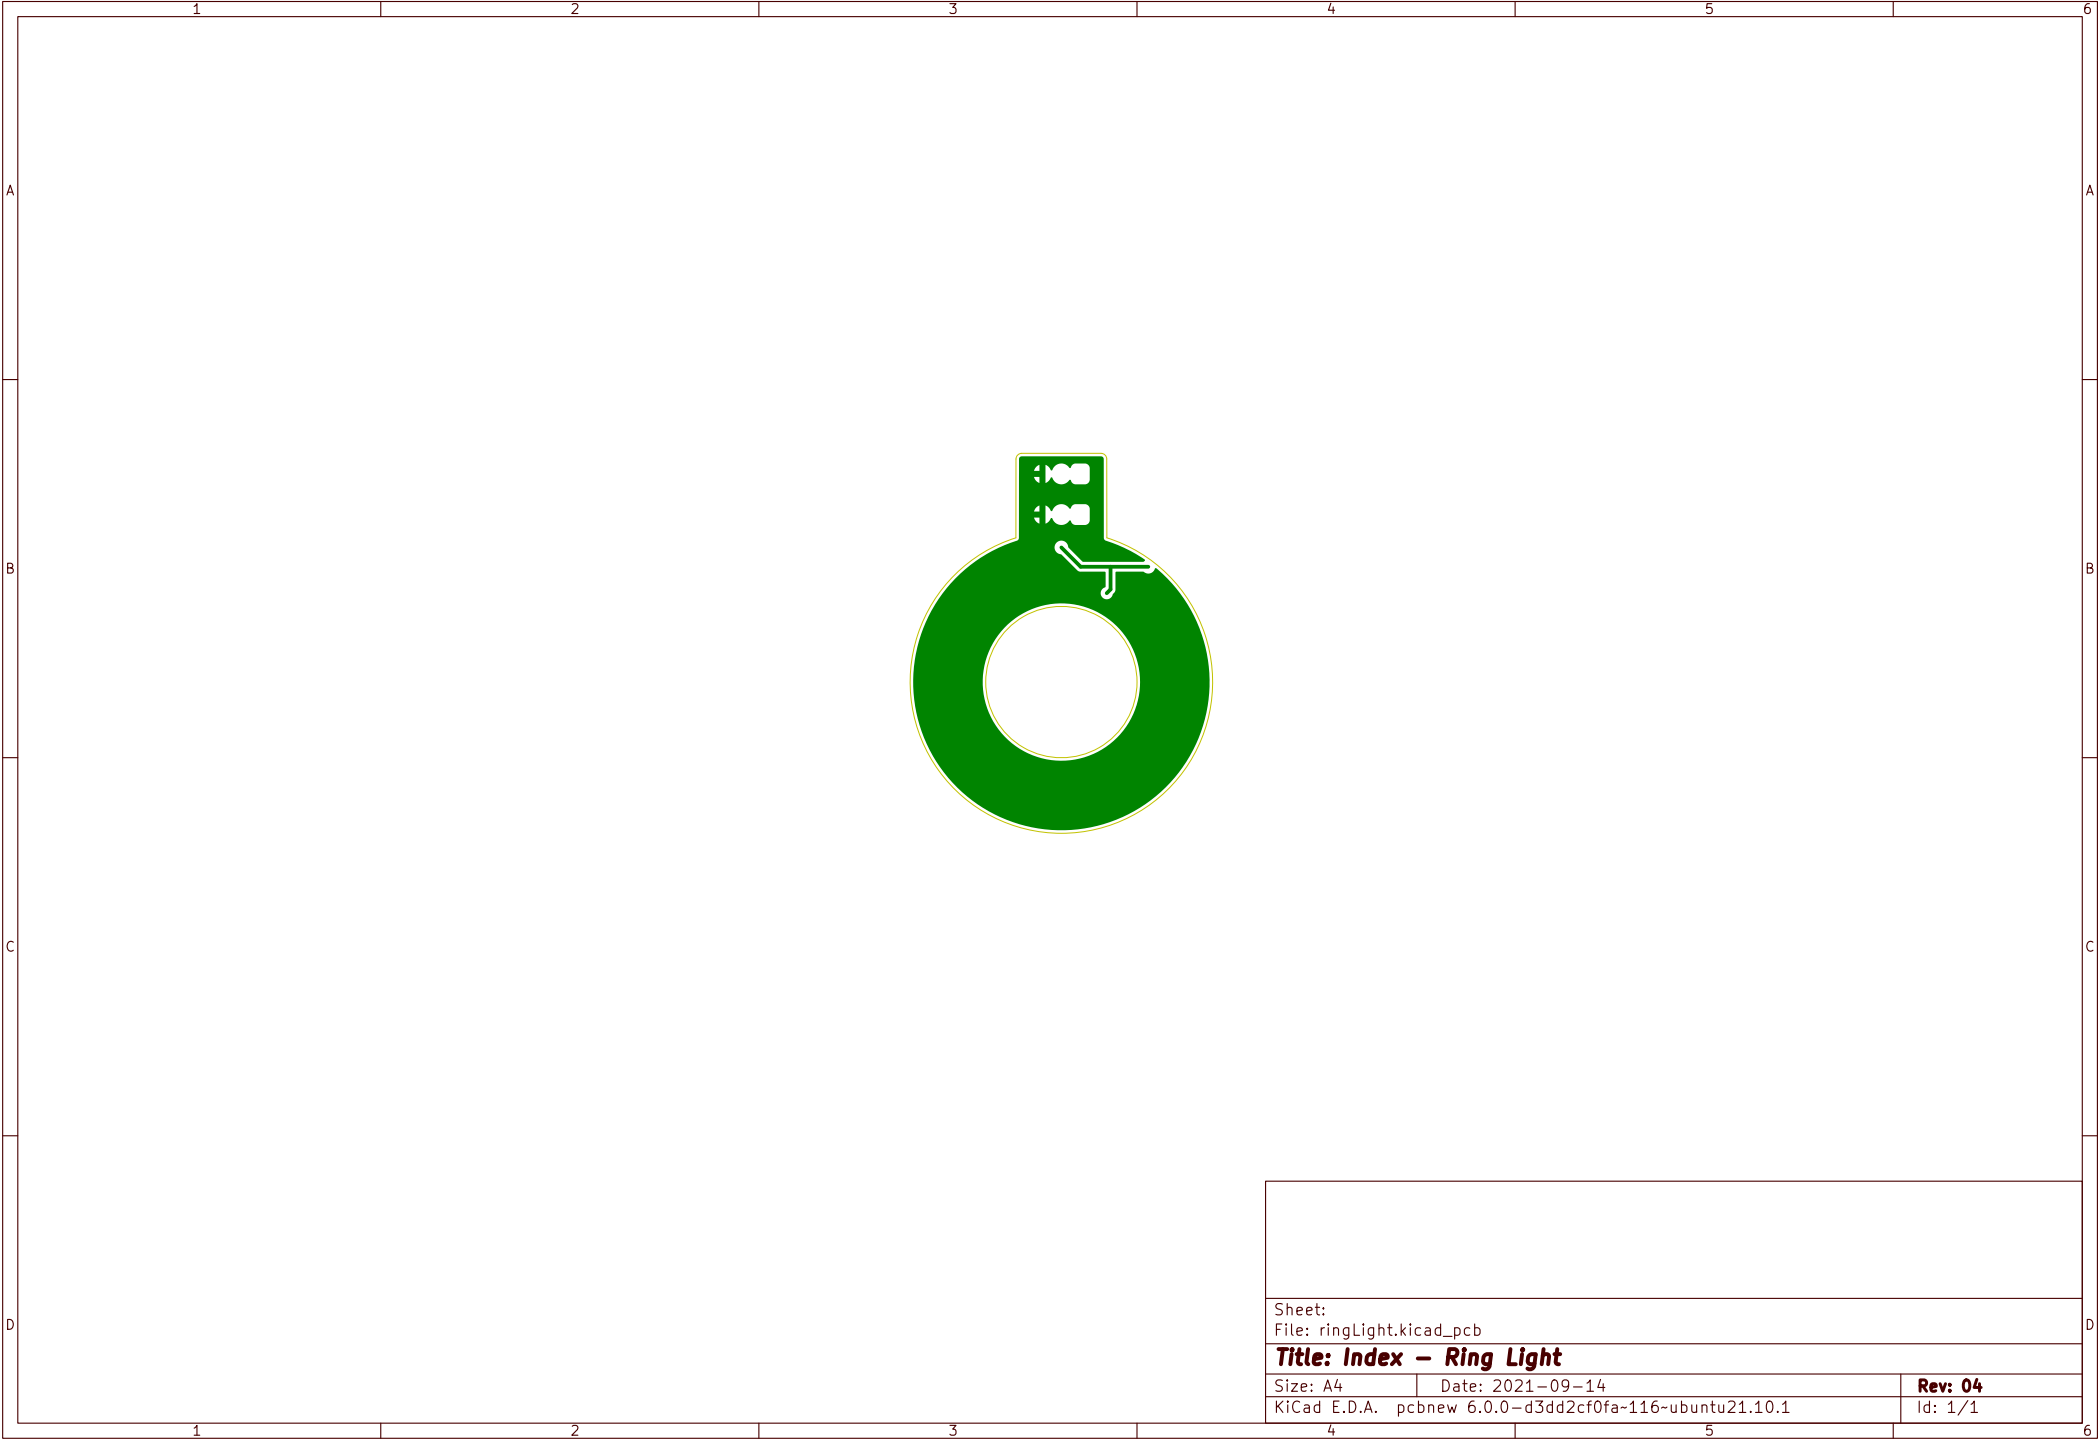 1 2 3 4 5 6
A A
B B
C C
D D
Sheet:
File: ringLight.kicad_pcb
Title: Index – Ring Light
Size: A4 Date: 2021-09-14 Rev: 04
KiCad E.D.A. pcbnew 6.0.0-d3dd2cf0fa~116~ubuntu21.10.1 Id: 1/1
1 2 3 4 5 6